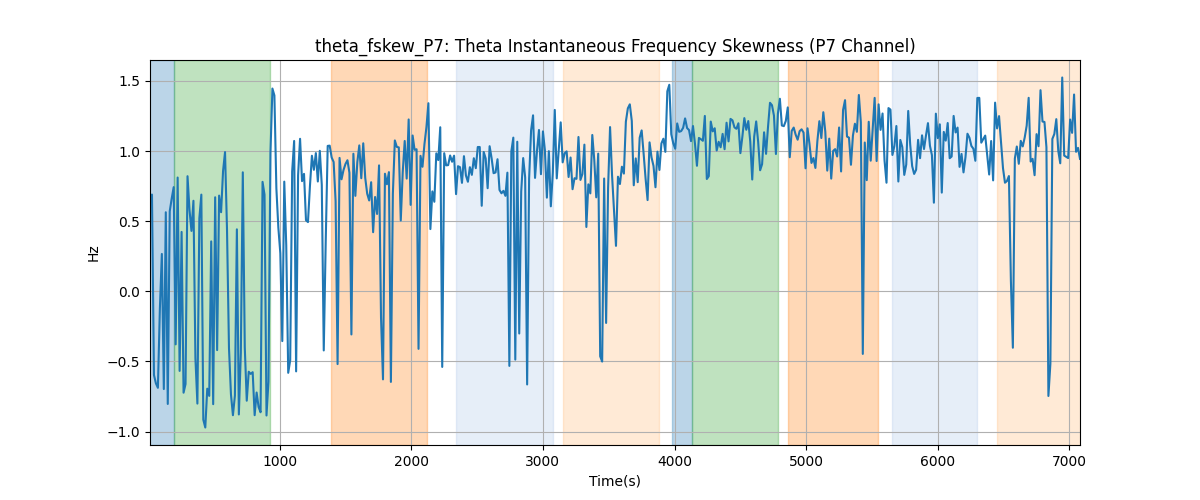 theta_fskew_P7: Theta Instantaneous Frequency Skewness (P7 Channel)
1.5
1.0
0.5
0.0
−0.5
−1.0
Hz
1000 2000 3000 4000 5000 6000 7000
Time(s)